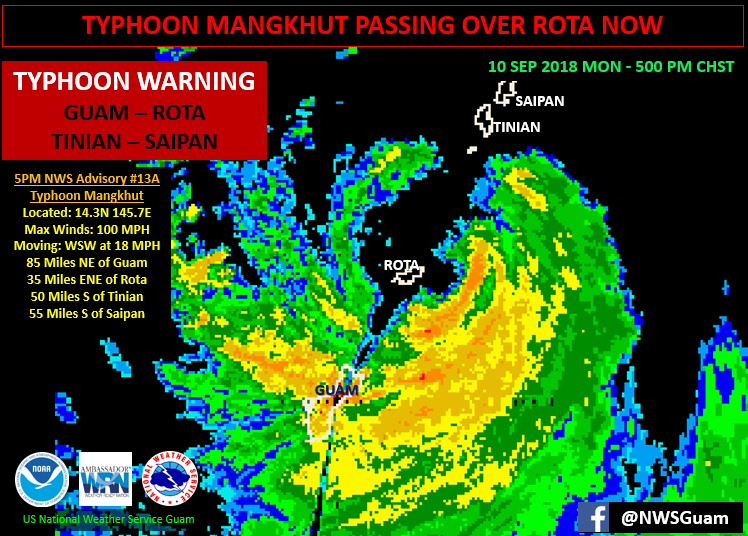 TYPHOON MANGKHUT PASSING OVER ROTA NOW
TYPHOON WARNING
GUAM – ROTA
TINIAN – SAIPAN
10 SEP 2018 MON - 500 PM CHST
SAIPAN
TINIAN
5PM NWS Advisory #13A
Typhoon Mangkhut
Located: 14.3N 145.7E
Max Winds: 100 MPH
Moving: WSW at 18 MPH
85 Miles NE of Guam
35 Miles ENE of Rota
50 Miles S of Tinian
55 Miles S of Saipan
ROTA
GUAM
NOAA
AMBASSADOR
WRN
WEATHER-READY NATION
NATIONAL WEATHER SERVICE
US National Weather Service Guam
f @NWSGuam